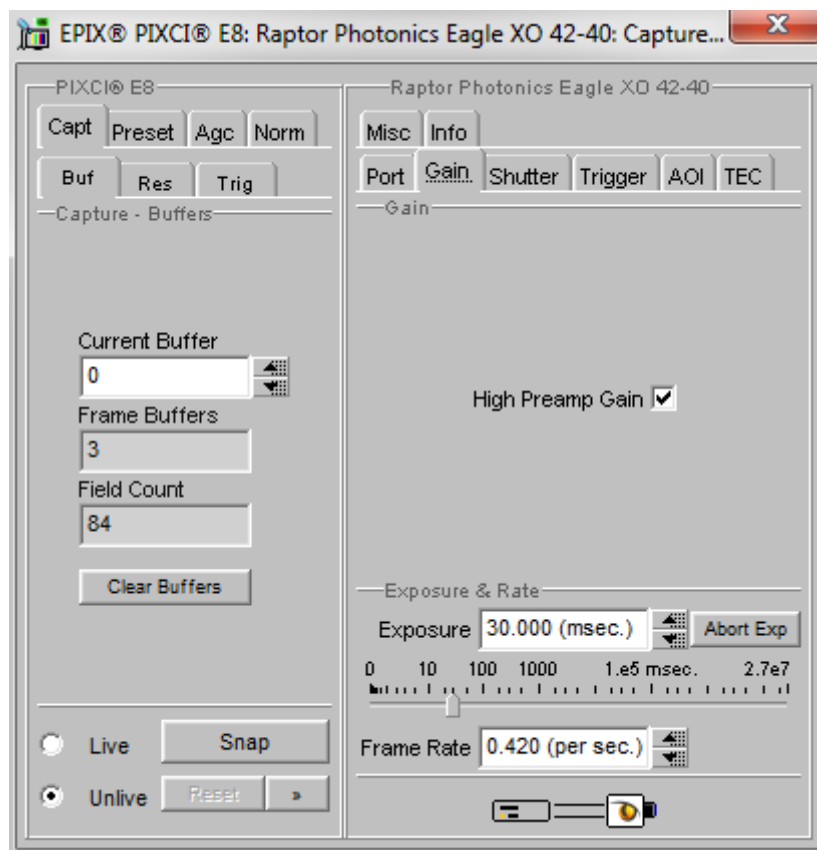 EPIX® PIXCI® E8: Raptor Photonics Eagle XO 42-40: Capture...
PIXCI® E8
Capt Preset Agc Norm
Buf Res Trig
Capture - Buffers
Current Buffer
0
Frame Buffers
3
Field Count
84
Clear Buffers
Live Snap
Unlive Reset »
Raptor Photonics Eagle XO 42-40
Misc Info
Port Gain Shutter Trigger AOI TEC
Gain
High Preamp Gain
Exposure & Rate
Exposure 30.000 (msec.) Abort Exp
0 10 100 1000 1.e5 msec. 2.7e7
Frame Rate 0.420 (per sec.)